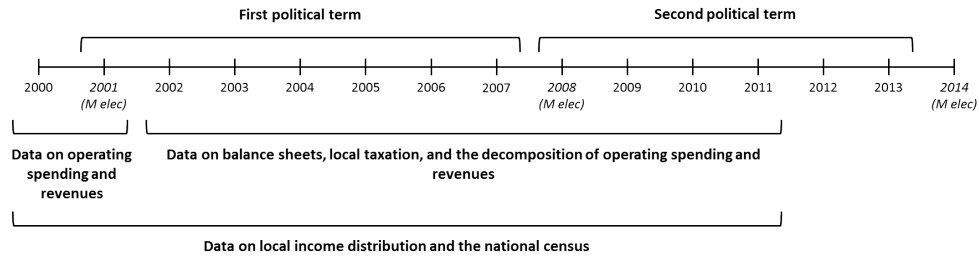 First political term
Second political term
2000 2001 2002 2003 2004 2005 2006 2007 2008 2009 2010 2011 2012 2013 2014
(M elec) (M elec) (M elec)
Data on operating
spending and
revenues
Data on balance sheets, local taxation, and the decomposition of operating spending and
revenues
Data on local income distribution and the national census